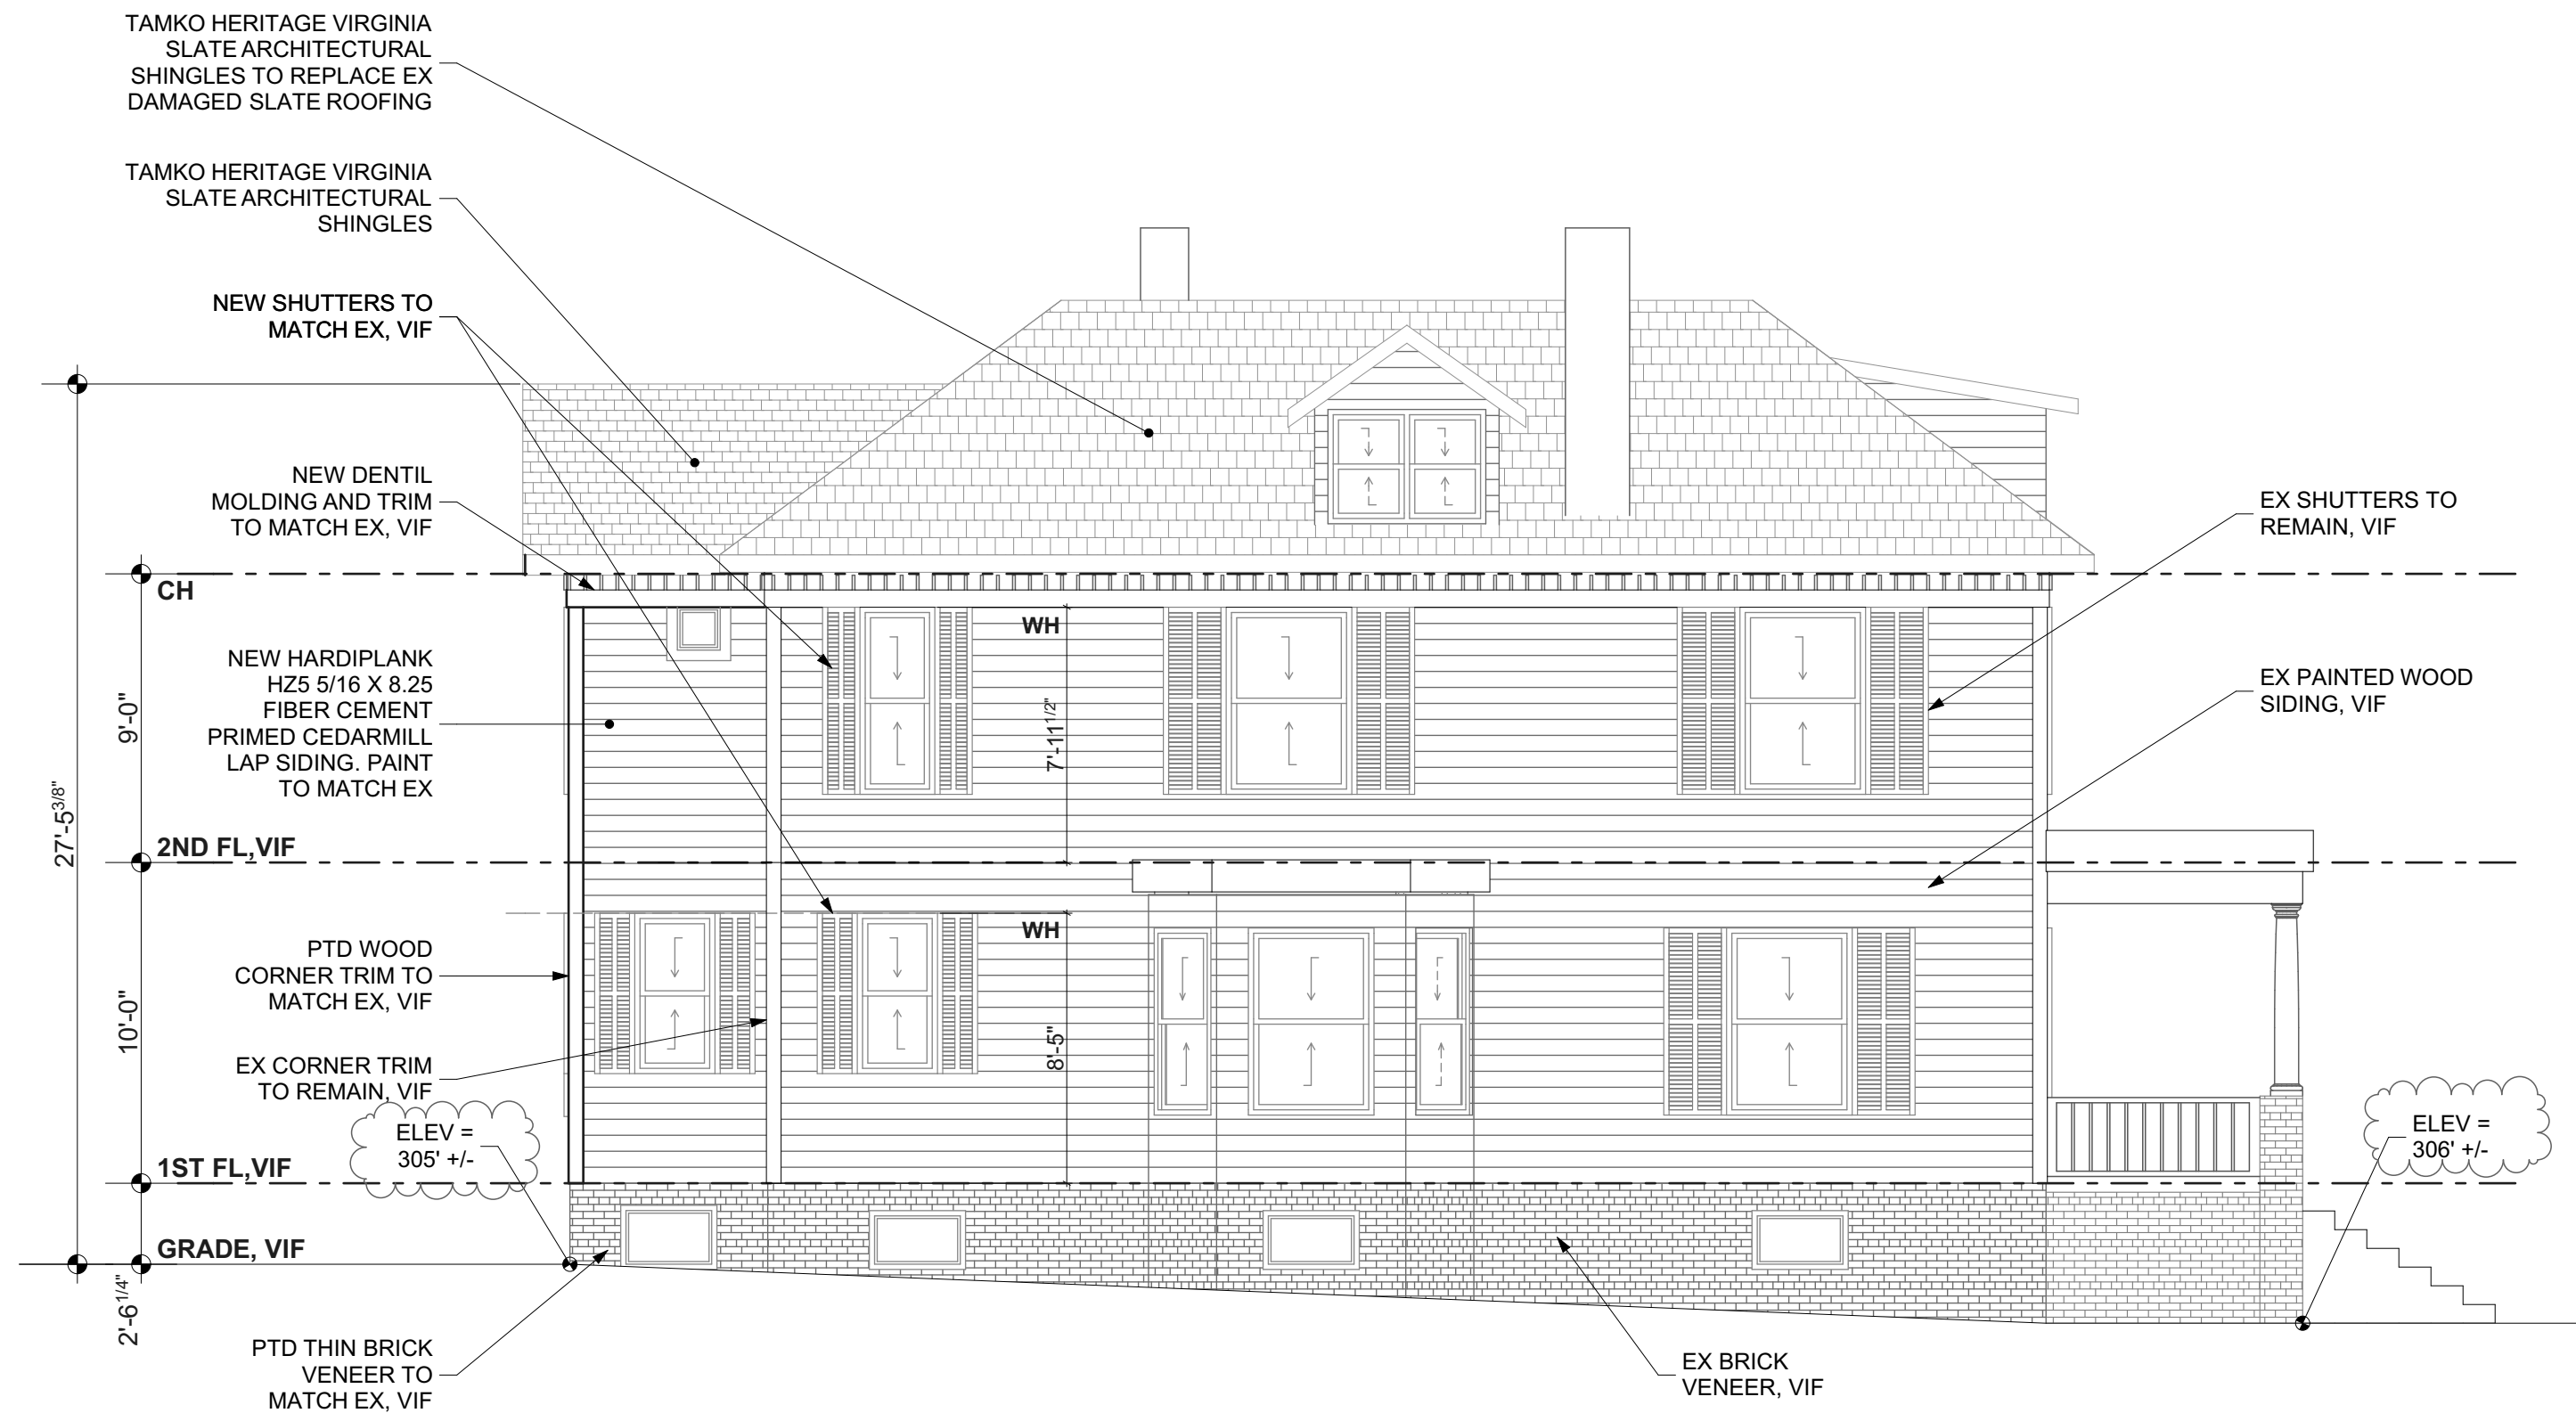 TAMKO HERITAGE VIRGINIA
SLATE ARCHITECTURAL
SHINGLES TO REPLACE EX
DAMAGED SLATE ROOFING
TAMKO HERITAGE VIRGINIA
SLATE ARCHITECTURAL
SHINGLES
NEW SHUTTERS TO
MATCH EX, VIF
NEW DENTIL
MOLDING AND TRIM
TO MATCH EX, VIF
EX SHUTTERS TO
REMAIN, VIF
CH
WH
NEW HARDIPLANK
HZ5 5/16 X 8.25
FIBER CEMENT
PRIMED CEDARMILL
LAP SIDING. PAINT
TO MATCH EX
9'-0"
7'-11 1/2"
EX PAINTED WOOD
SIDING, VIF
27'-5 3/8"
2ND FL,VIF
WH
PTD WOOD
CORNER TRIM TO
MATCH EX, VIF
10'-0"
8'-5"
EX CORNER TRIM
TO REMAIN, VIF
ELEV =
305' +/-
ELEV =
306' +/-
1ST FL,VIF
GRADE, VIF
2'-6 1/4"
PTD THIN BRICK
VENEER TO
MATCH EX, VIF
EX BRICK
VENEER, VIF